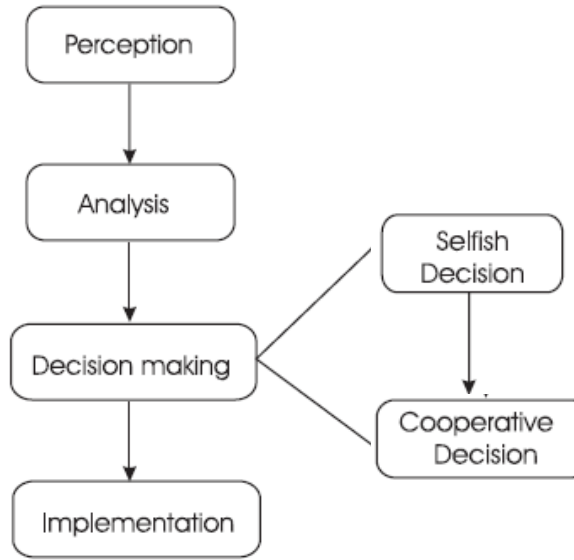 Perception
Analysis
Selfish
Decision
Decision making
Cooperative
Decision
Implementation